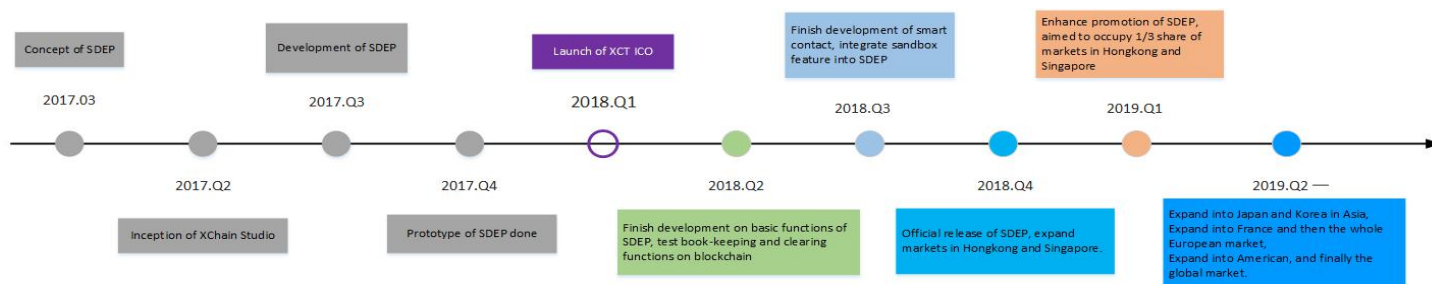 Concept of SDEP
2017.03
Inception of XChain Studio
2017.Q2
Development of SDEP
2017.Q3
Prototype of SDEP done
2017.Q4
Launch of XCT ICO
2018.Q1
2018.Q2
Finish development on basic functions of
SDEP, test book-keeping and clearing
functions on blockchain
Finish development of smart
contact, integrate sandbox
feature into SDEP
2018.Q3
2018.Q4
Official release of SDEP, expand
markets in Hongkong and Singapore.
Enhance promotion of SDEP,
aimed to occupy 1/3 share of
markets in Hongkong and
Singapore
2019.Q1
2019.Q2 —
Expand into Japan and Korea in Asia,
Expand into France and then the whole
European market,
Expand into American, and finally the
global market.